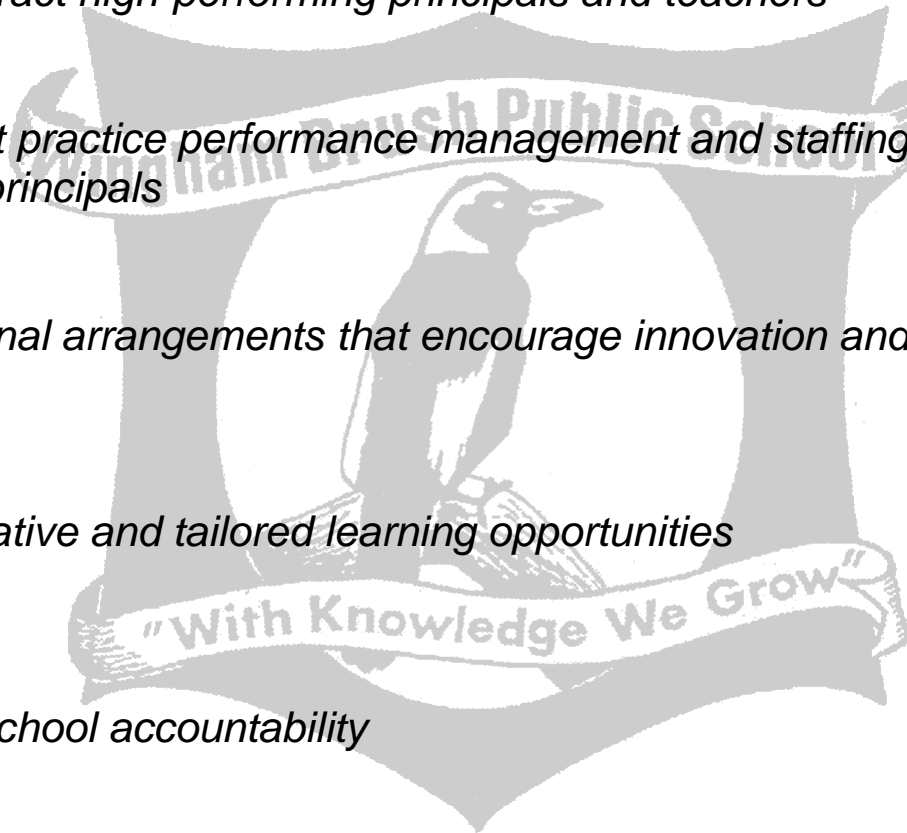 ract high-performing principals and teachers
Wingham Brush Public School
t practice performance management and staffing
principals
nal arrangements that encourage innovation and
ative and tailored learning opportunities
"With Knowledge We Grow"
chool accountability